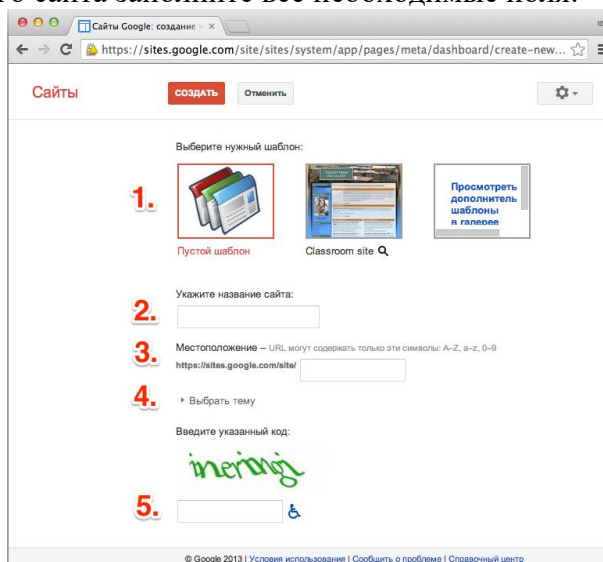 го сайта заполните все необходимые поля:
Сайты Google: создание
https://sites.google.com/site/sites/system/app/pages/meta/dashboard/create-new...
Сайты
СОЗДАТЬ
Отменить
Выберите нужный шаблон:
1.
Просмотреть
дополнитель
шаблоны
в галерее
Пустой шаблон
Classroom site
Укажите название сайта:
2.
3.
Местоположение – URL могут содержать только эти символы: A–Z, a–z, 0–9
https://sites.google.com/site/
4.
Выбрать тему
Введите указанный код:
5.
© Google 2013 | Условия использования | Сообщить о проблеме | Справочный центр